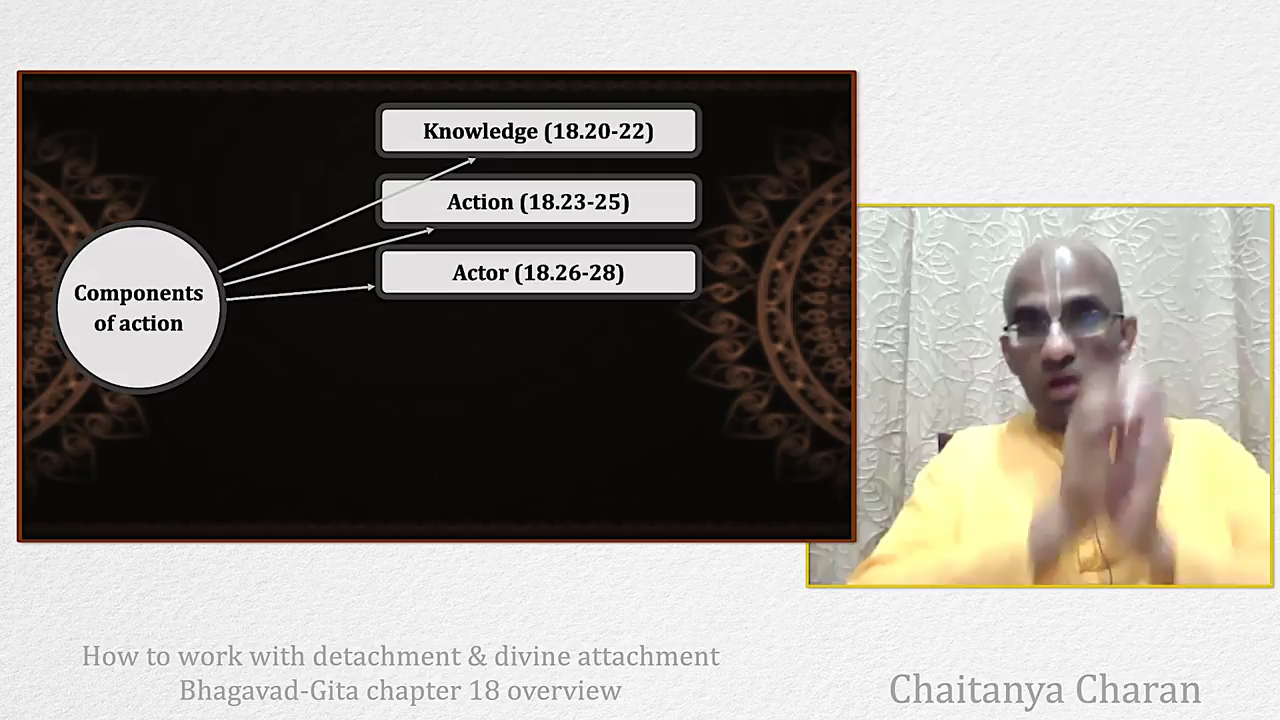 Knowledge (18.20-22)
Action (18.23-25)
Actor (18.26-28)
Components
of action
How to work with detachment & divine attachment
Bhagavad-Gita chapter 18 overview
Chaitanya Charan